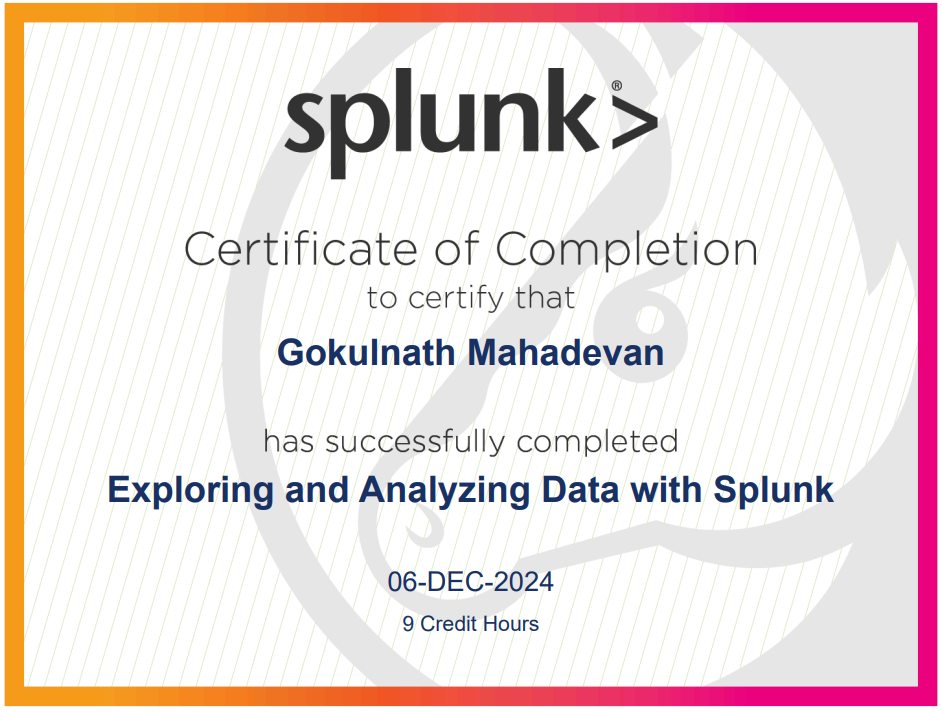 splunk>®
Certificate of Completion
to certify that
Gokulnath Mahadevan
has successfully completed
Exploring and Analyzing Data with Splunk
06-DEC-2024
9 Credit Hours